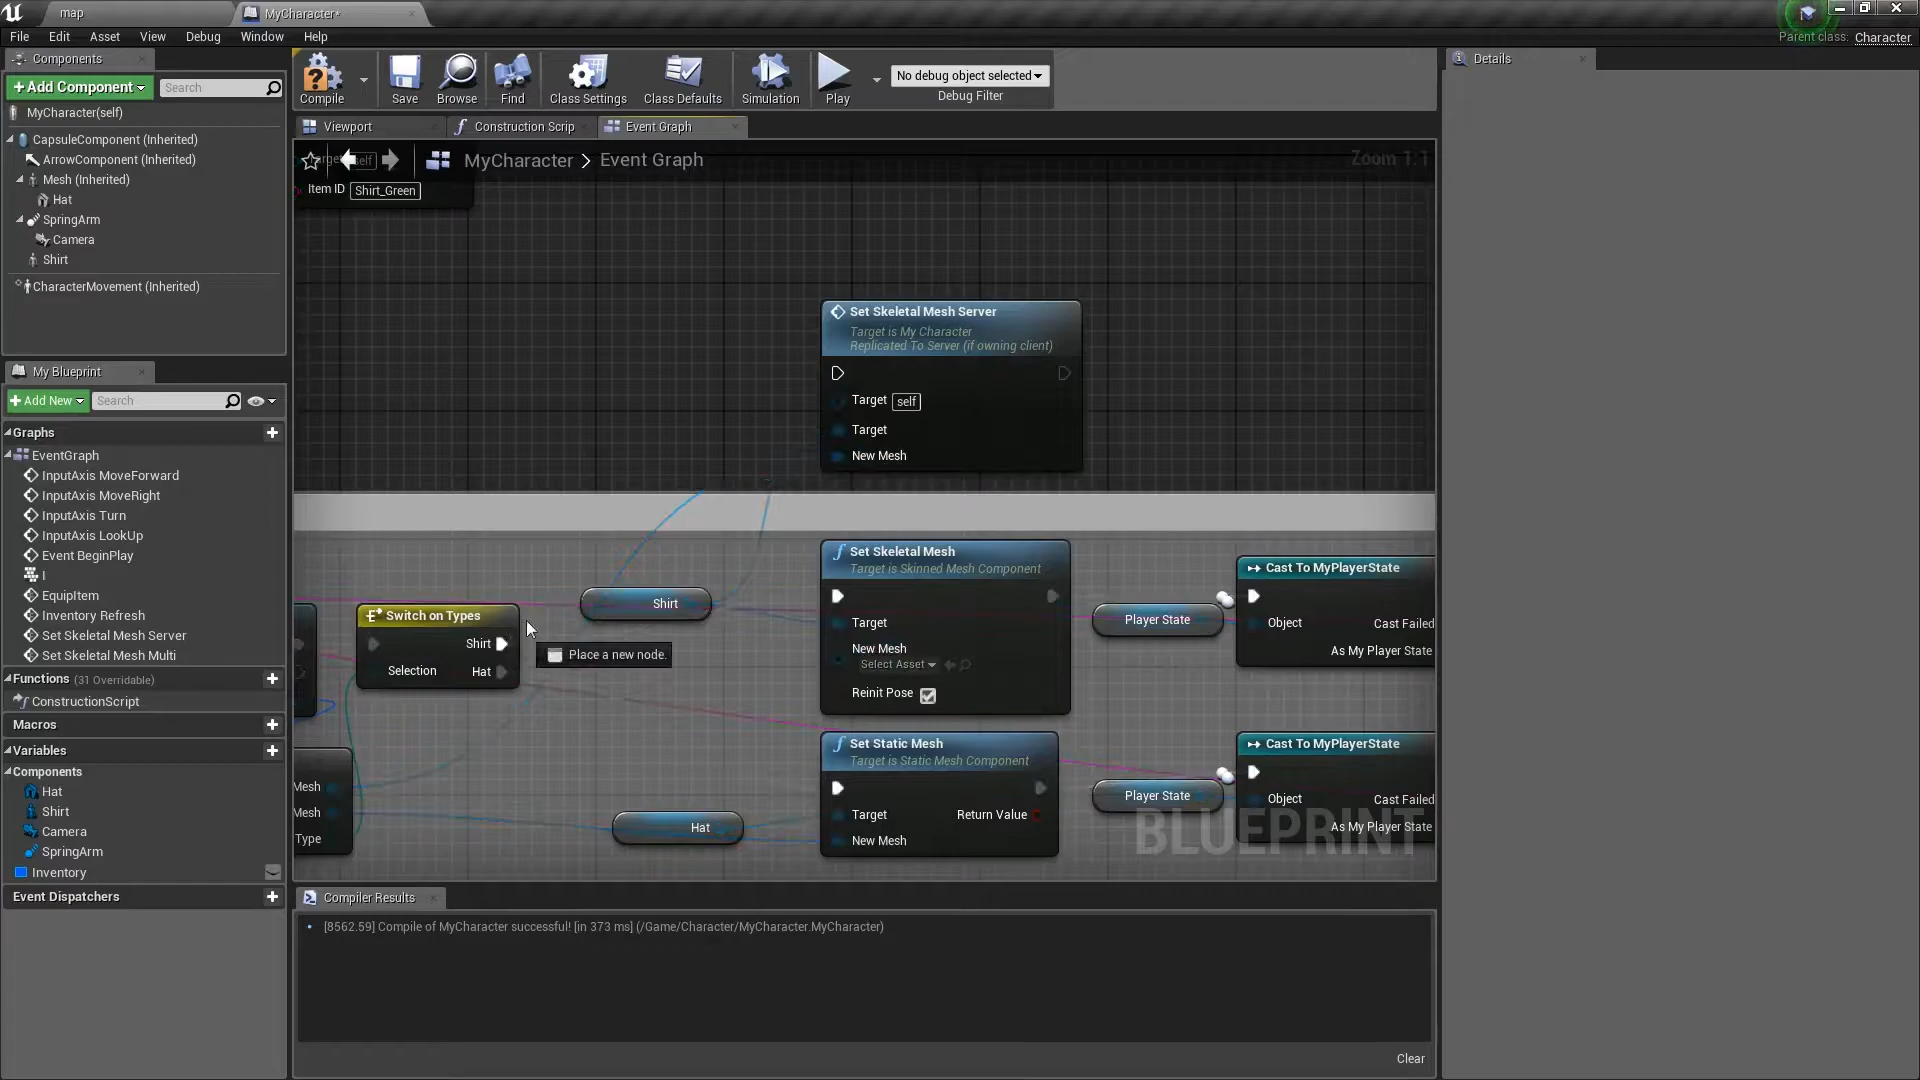 map
MyCharacter*
File Edit Asset View Debug Window Help
Parent class: Character
Components
Details
+Add Component
Search
Compile
Save
Browse
Find
Class Settings
Class Defaults
Simulation
Play
No debug object selected
Debug Filter
MyCharacter(self)
CapsuleComponent (Inherited)
ArrowComponent (Inherited)
Mesh (Inherited)
Hat
SpringArm
Camera
Shirt
CharacterMovement (Inherited)
Viewport
Construction Scrip
Event Graph
MyCharacter > Event Graph
Zoom 1:1
Item ID Shirt_Green
My Blueprint
+Add New
Search
Graphs
EventGraph
InputAxis MoveForward
InputAxis MoveRight
InputAxis Turn
InputAxis LookUp
Event BeginPlay
I
EquipItem
Inventory Refresh
Set Skeletal Mesh Server
Set Skeletal Mesh Multi
Functions (31 Overridable)
ConstructionScript
Macros
Variables
Components
Hat
Shirt
Camera
SpringArm
Inventory
Event Dispatchers
Set Skeletal Mesh Server
Target is My Character
Replicated To Server (if owning client)
Target self
Target
New Mesh
Switch on Types
Shirt
Selection
Hat
Place a new node.
Shirt
Set Skeletal Mesh
Target is Skinned Mesh Component
Target
New Mesh
Select Asset
Reinit Pose
Player State
Cast To MyPlayerState
Object
Cast Failed
As My Player State
Mesh
Mesh
Type
Hat
Set Static Mesh
Target is Static Mesh Component
Target
Return Value
New Mesh
Player State
Cast To MyPlayerState
Object
Cast Failed
As My Player State
BLUEPRINT
Compiler Results
[8562.59] Compile of MyCharacter successful! [in 373 ms] (/Game/Character/MyCharacter.MyCharacter)
Clear